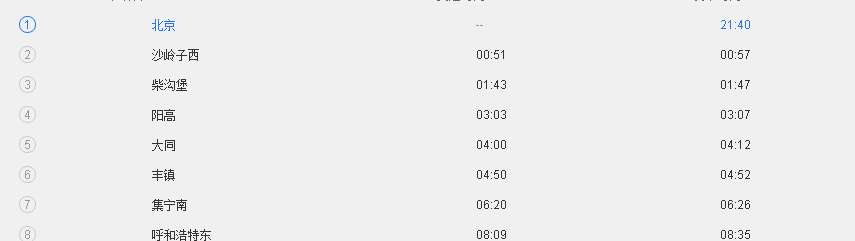 1 北京 -- 21:40
2 沙岭子西 00:51 00:57
3 柴沟堡 01:43 01:47
4 阳高 03:03 03:07
5 大同 04:00 04:12
6 丰镇 04:50 04:52
7 集宁南 06:20 06:26
8 呼和浩特东 08:09 08:35